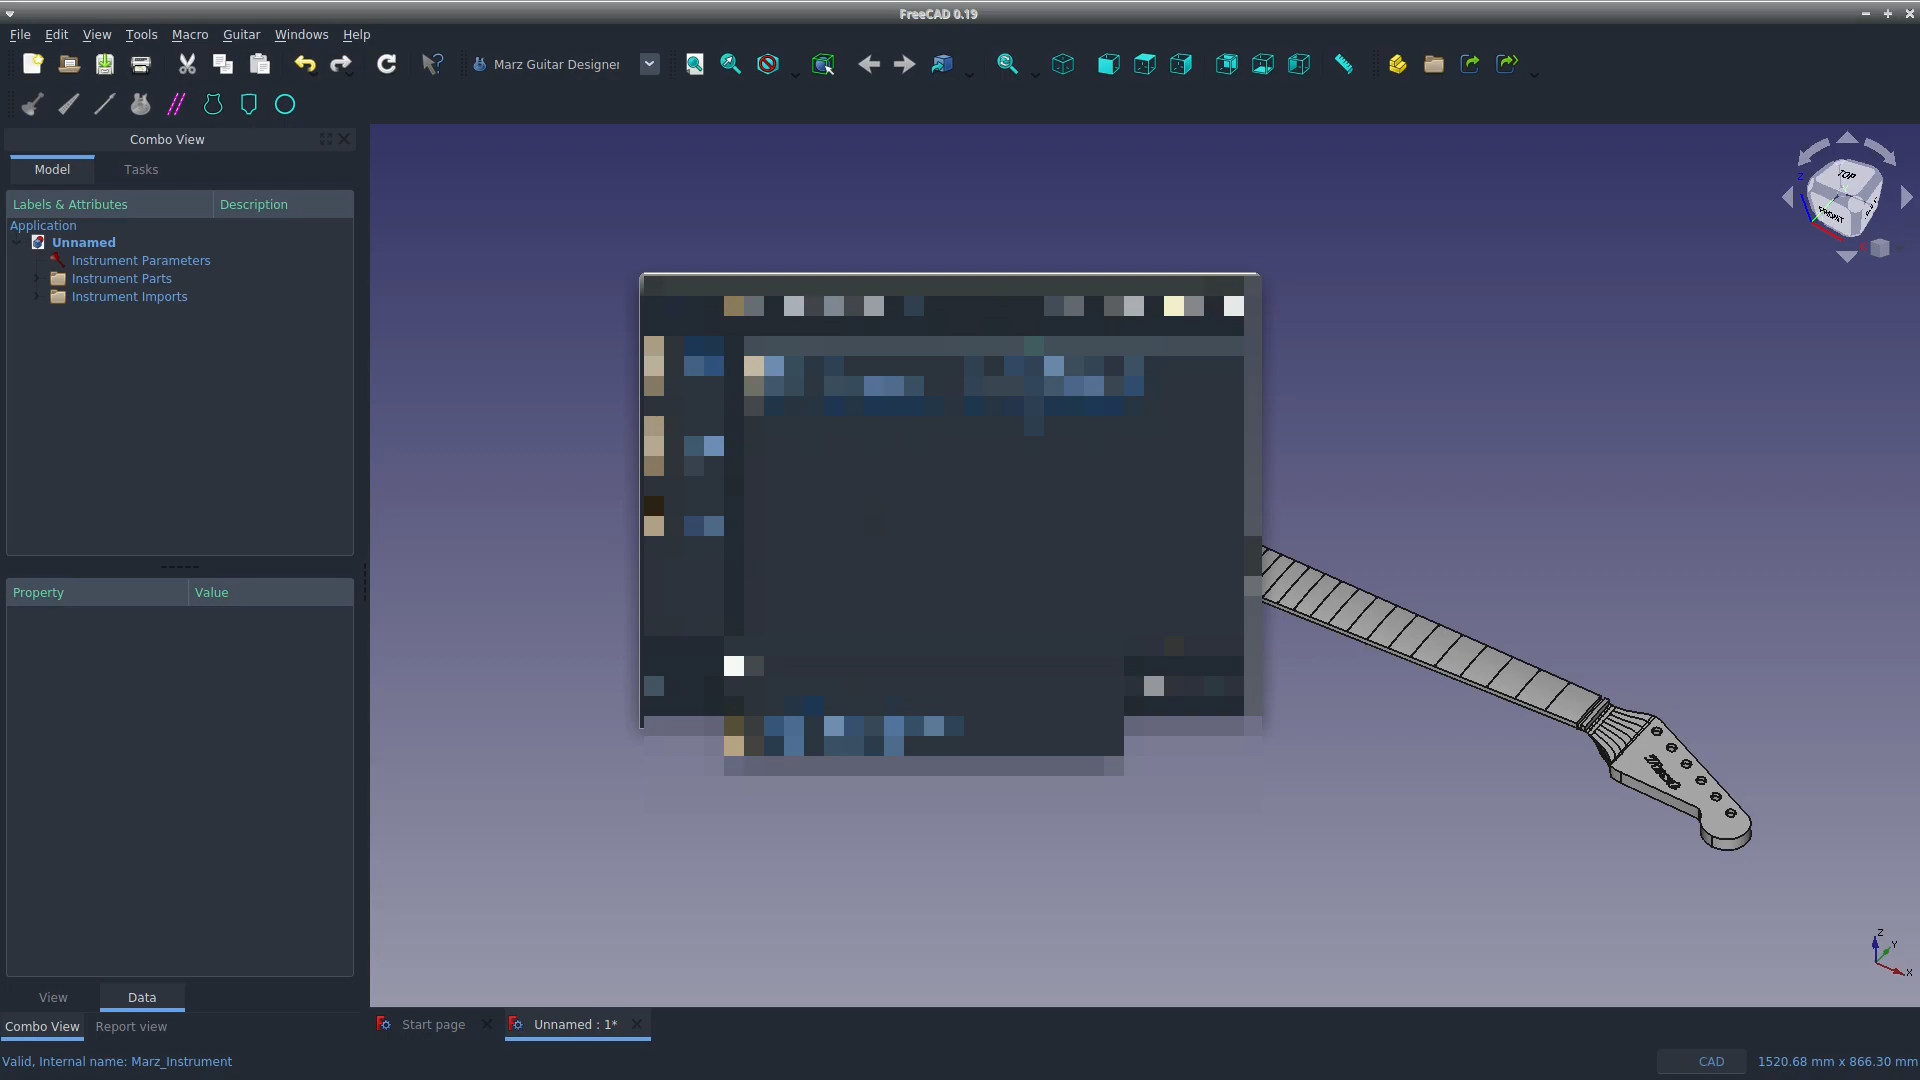 FreeCAD 0.19
File Edit View Tools Macro Guitar Windows Help
Marz Guitar Designer
Combo View
Model Tasks
Labels & Attributes Description
Application
Unnamed
Instrument Parameters
Instrument Parts
Instrument Imports
TOP
FRONT
Z
Property Value
View Data
Combo View Report view
Start page Unnamed : 1*
Z
Y
X
Valid, Internal name: Marz_Instrument
CAD 1520.68 mm x 866.30 mm